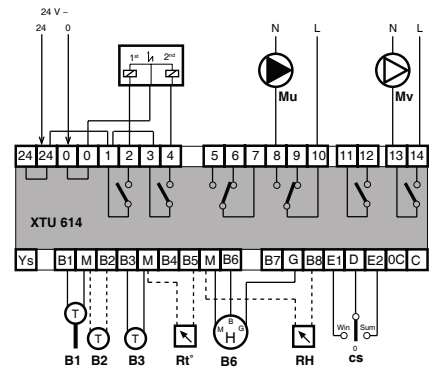 24 V ~
24 0
1st 2nd
N L N L
Mu Mv
24 24 0 0 1 2 3 4 5 6 7 8 9 10 11 12 13 14
XTU 614
Ys B1 M B2 B3 M B4 B5 M B6 B7 G B8 E1 D E2 0C C
T T T M B G H Win Sum
0
B1 B2 B3 Rt° B6 RH cs